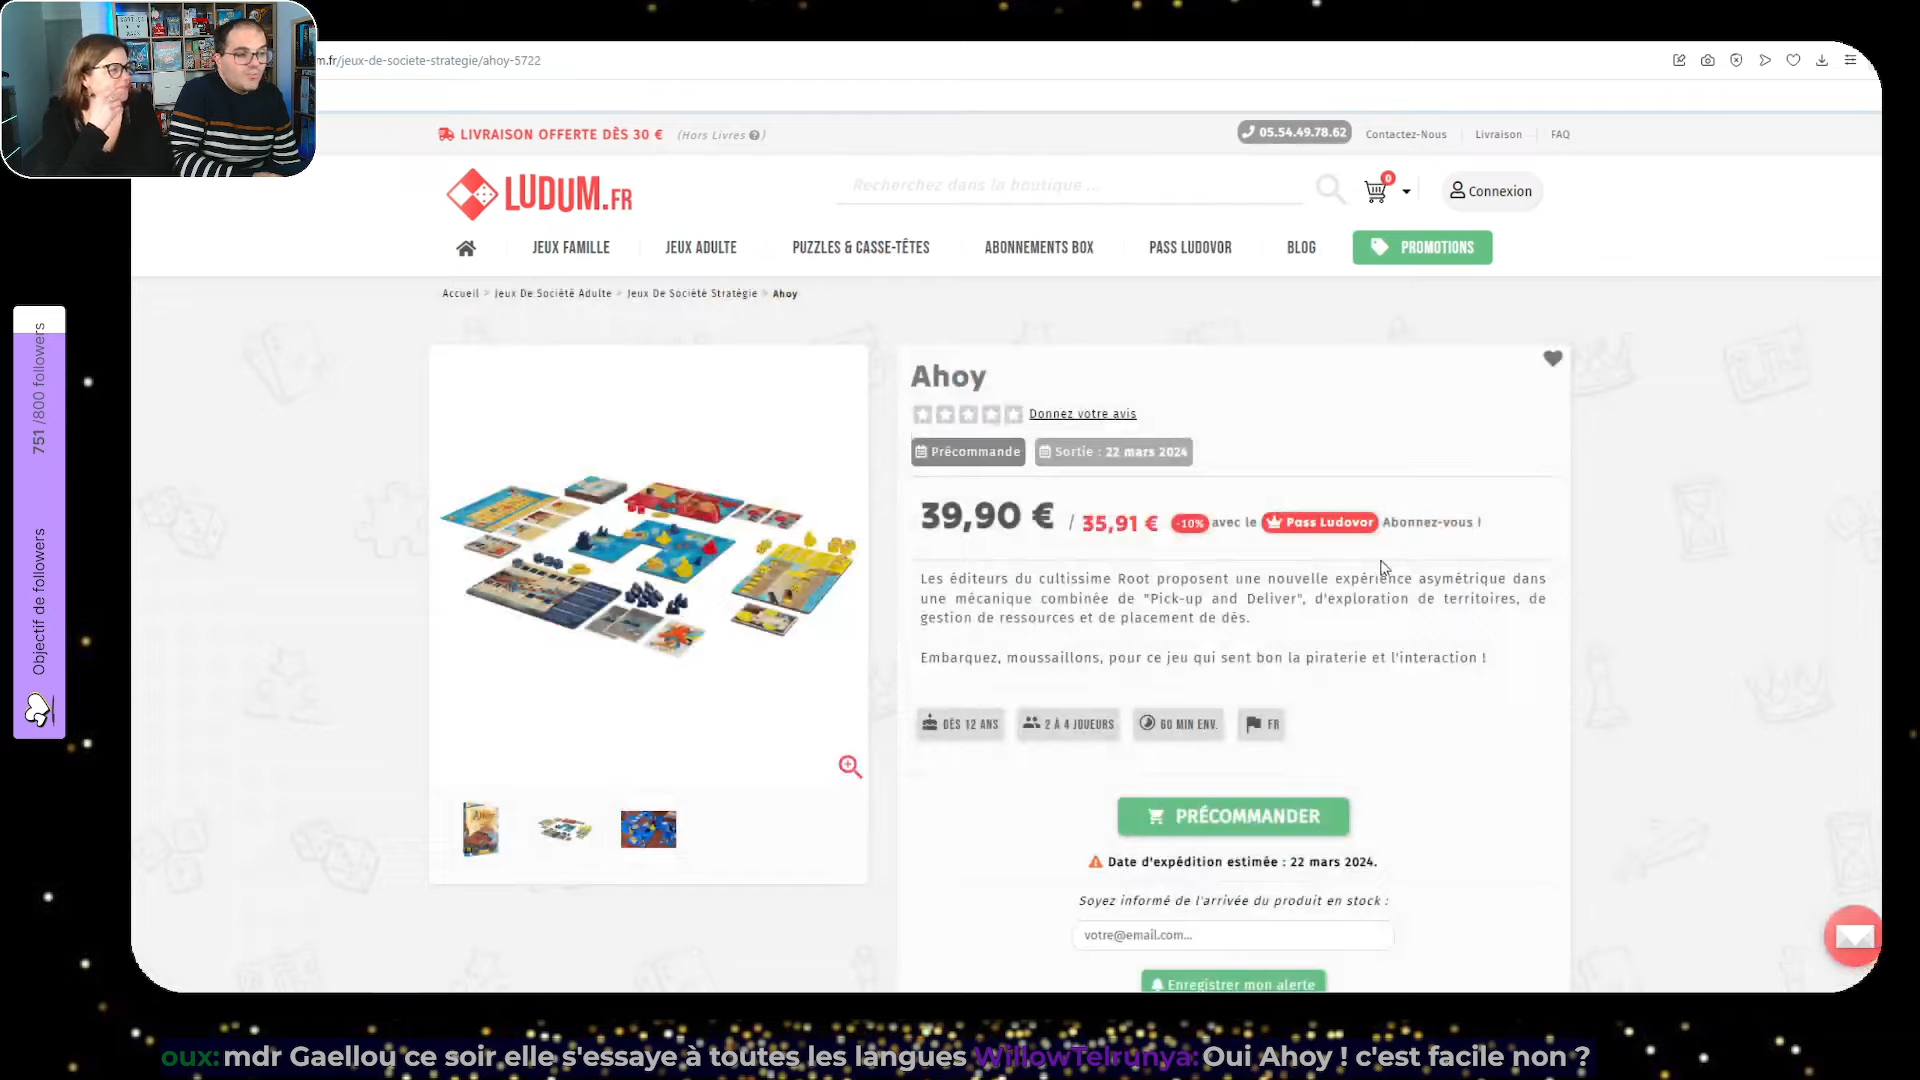 m.fr/jeux-de-societe-strategie/ahoy-5722
LIVRAISON OFFERTE DÈS 30 € (Hors Livres ?)
05.54.49.78.62 Contactez-Nous Livraison FAQ
LUDUM.FR
Recherchez dans la boutique ...
0
Connexion
JEUX FAMILLE JEUX ADULTE PUZZLES & CASSE-TÊTES ABONNEMENTS BOX PASS LUDOVOR BLOG PROMOTIONS
Accueil > Jeux De Société Adulte > Jeux De Société Stratégie > Ahoy
Ahoy
Donnez votre avis
Précommande Sortie : 22 mars 2024
39,90 € / 35,91 € -10% avec le Pass Ludovor Abonnez-vous !
Les éditeurs du cultissime Root proposent une nouvelle expérience asymétrique dans
une mécanique combinée de "Pick-up and Deliver", d'exploration de territoires, de
gestion de ressources et de placement de dés.
Embarquez, moussaillons, pour ce jeu qui sent bon la piraterie et l'interaction !
DÈS 12 ANS 2 À 4 JOUEURS 60 MIN ENV. FR
PRÉCOMMANDER
Date d'expédition estimée : 22 mars 2024.
Soyez informé de l'arrivée du produit en stock :
votre@email.com...
Enregistrer mon alerte
Objectif de followers 751 /800 followers
oux: mdr Gaellou ce soir elle s'essaye à toutes les langues WillowTelrunya: Oui Ahoy ! c'est facile non ?